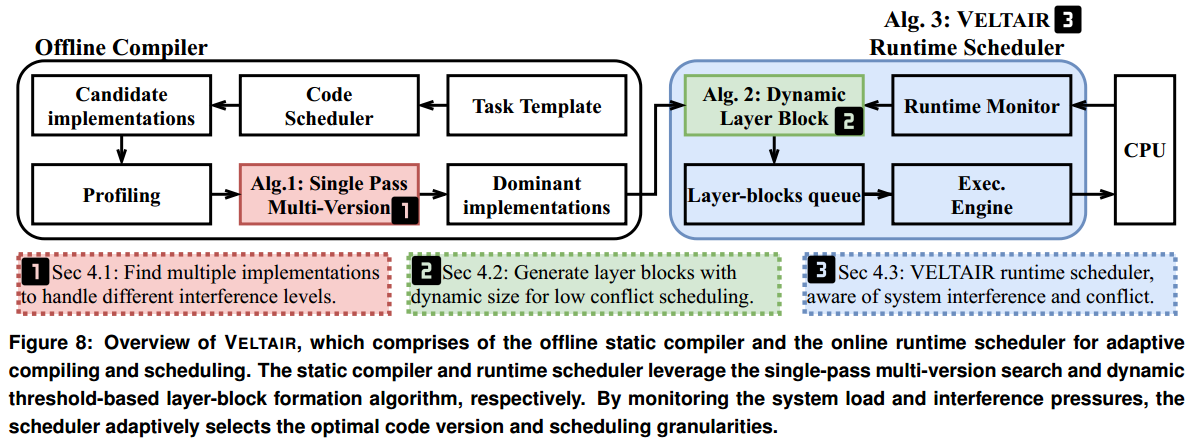 Alg. 3: VELTAIR 3
Offline Compiler
Runtime Scheduler
Candidate
implementations
Code
Scheduler
Task Template
Alg. 2: Dynamic
Layer Block 2
Runtime Monitor
CPU
Profiling
Alg.1: Single Pass
Multi-Version 1
Dominant
implementations
Layer-blocks queue
Exec.
Engine
1 Sec 4.1: Find multiple implementations
to handle different interference levels.
2 Sec 4.2: Generate layer blocks with
dynamic size for low conflict scheduling.
3 Sec 4.3: VELTAIR runtime scheduler,
aware of system interference and conflict.
Figure 8: Overview of VELTAIR, which comprises of the offline static compiler and the online runtime scheduler for adaptive
compiling and scheduling. The static compiler and runtime scheduler leverage the single-pass multi-version search and dynamic
threshold-based layer-block formation algorithm, respectively. By monitoring the system load and interference pressures, the
scheduler adaptively selects the optimal code version and scheduling granularities.